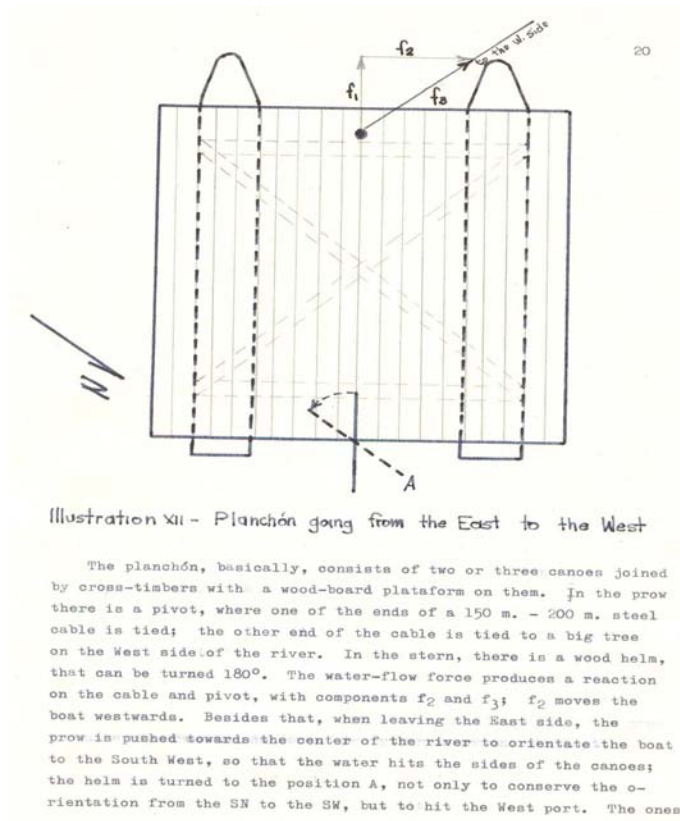 20
to the W. side
f2
f1
f3
N
A
Illustration XII - Planchón going from the East to the West
The planchón, basically, consists of two or three canoes joined
by cross-timbers with a wood-board plataform on them. In the prow
there is a pivot, where one of the ends of a 150 m. - 200 m. steel
cable is tied; the other end of the cable is tied to a big tree
on the West side of the river. In the stern, there is a wood helm,
that can be turned 180°. The water-flow force produces a reaction
on the cable and pivot, with components f2 and f3; f2 moves the
boat westwards. Besides that, when leaving the East side, the
prow is pushed towards the center of the river to orientate the boat
to the South West, so that the water hits the sides of the canoes;
the helm is turned to the position A, not only to conserve the o-
rientation from the SN to the SW, but to hit the West port. The ones